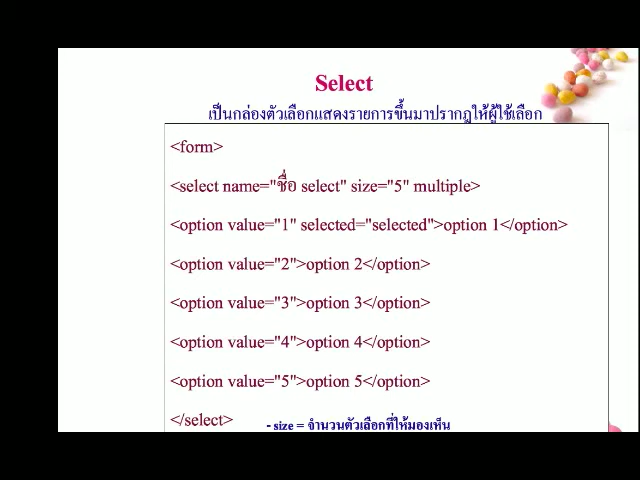 Select
เป็นกล่องตัวเลือกแสดงรายการขึ้นมาปรากฎให้ผู้ใช้เลือก
<form>
<select name="ชื่อ select" size="5" multiple>
<option value="1" selected="selected">option 1</option>
<option value="2">option 2</option>
<option value="3">option 3</option>
<option value="4">option 4</option>
<option value="5">option 5</option>
</select>
- size = จำนวนตัวเลือกที่ให้มองเห็น